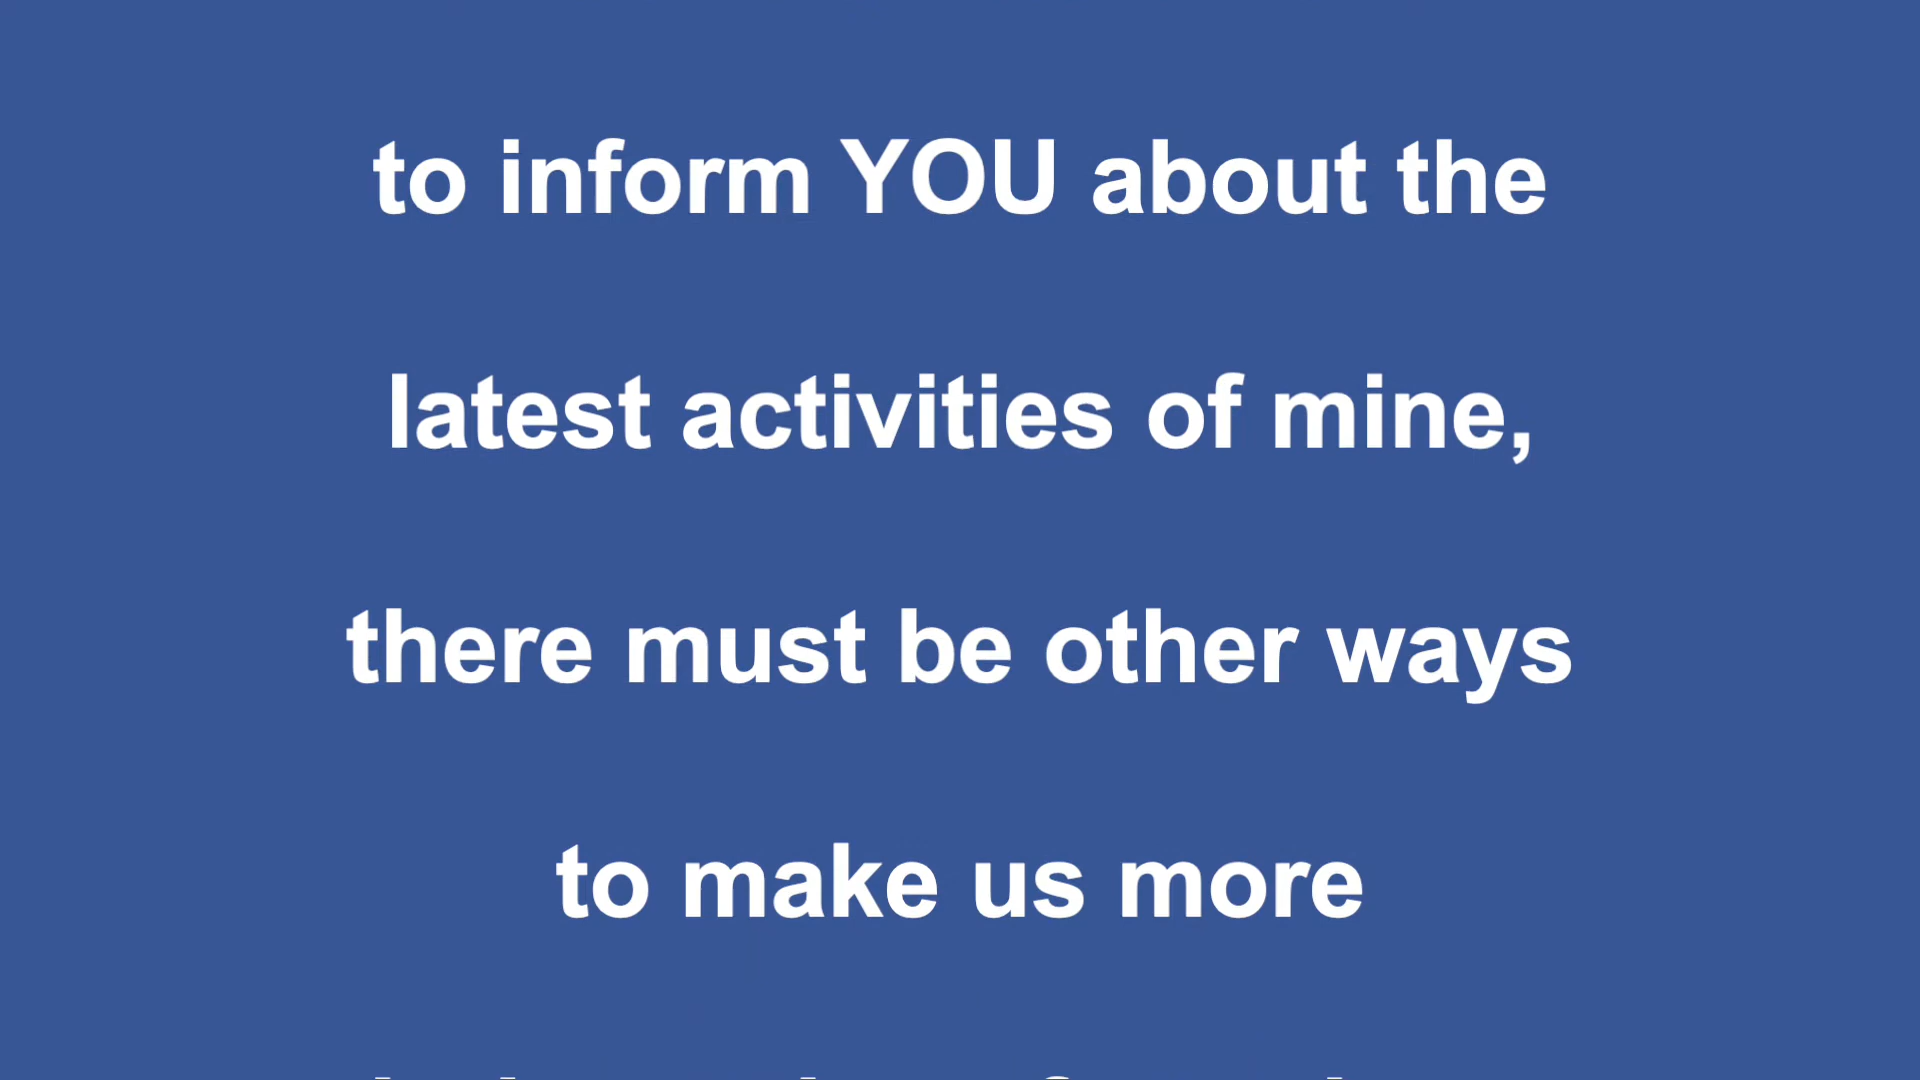 to inform YOU about the
latest activities of mine,
there must be other ways
to make us more